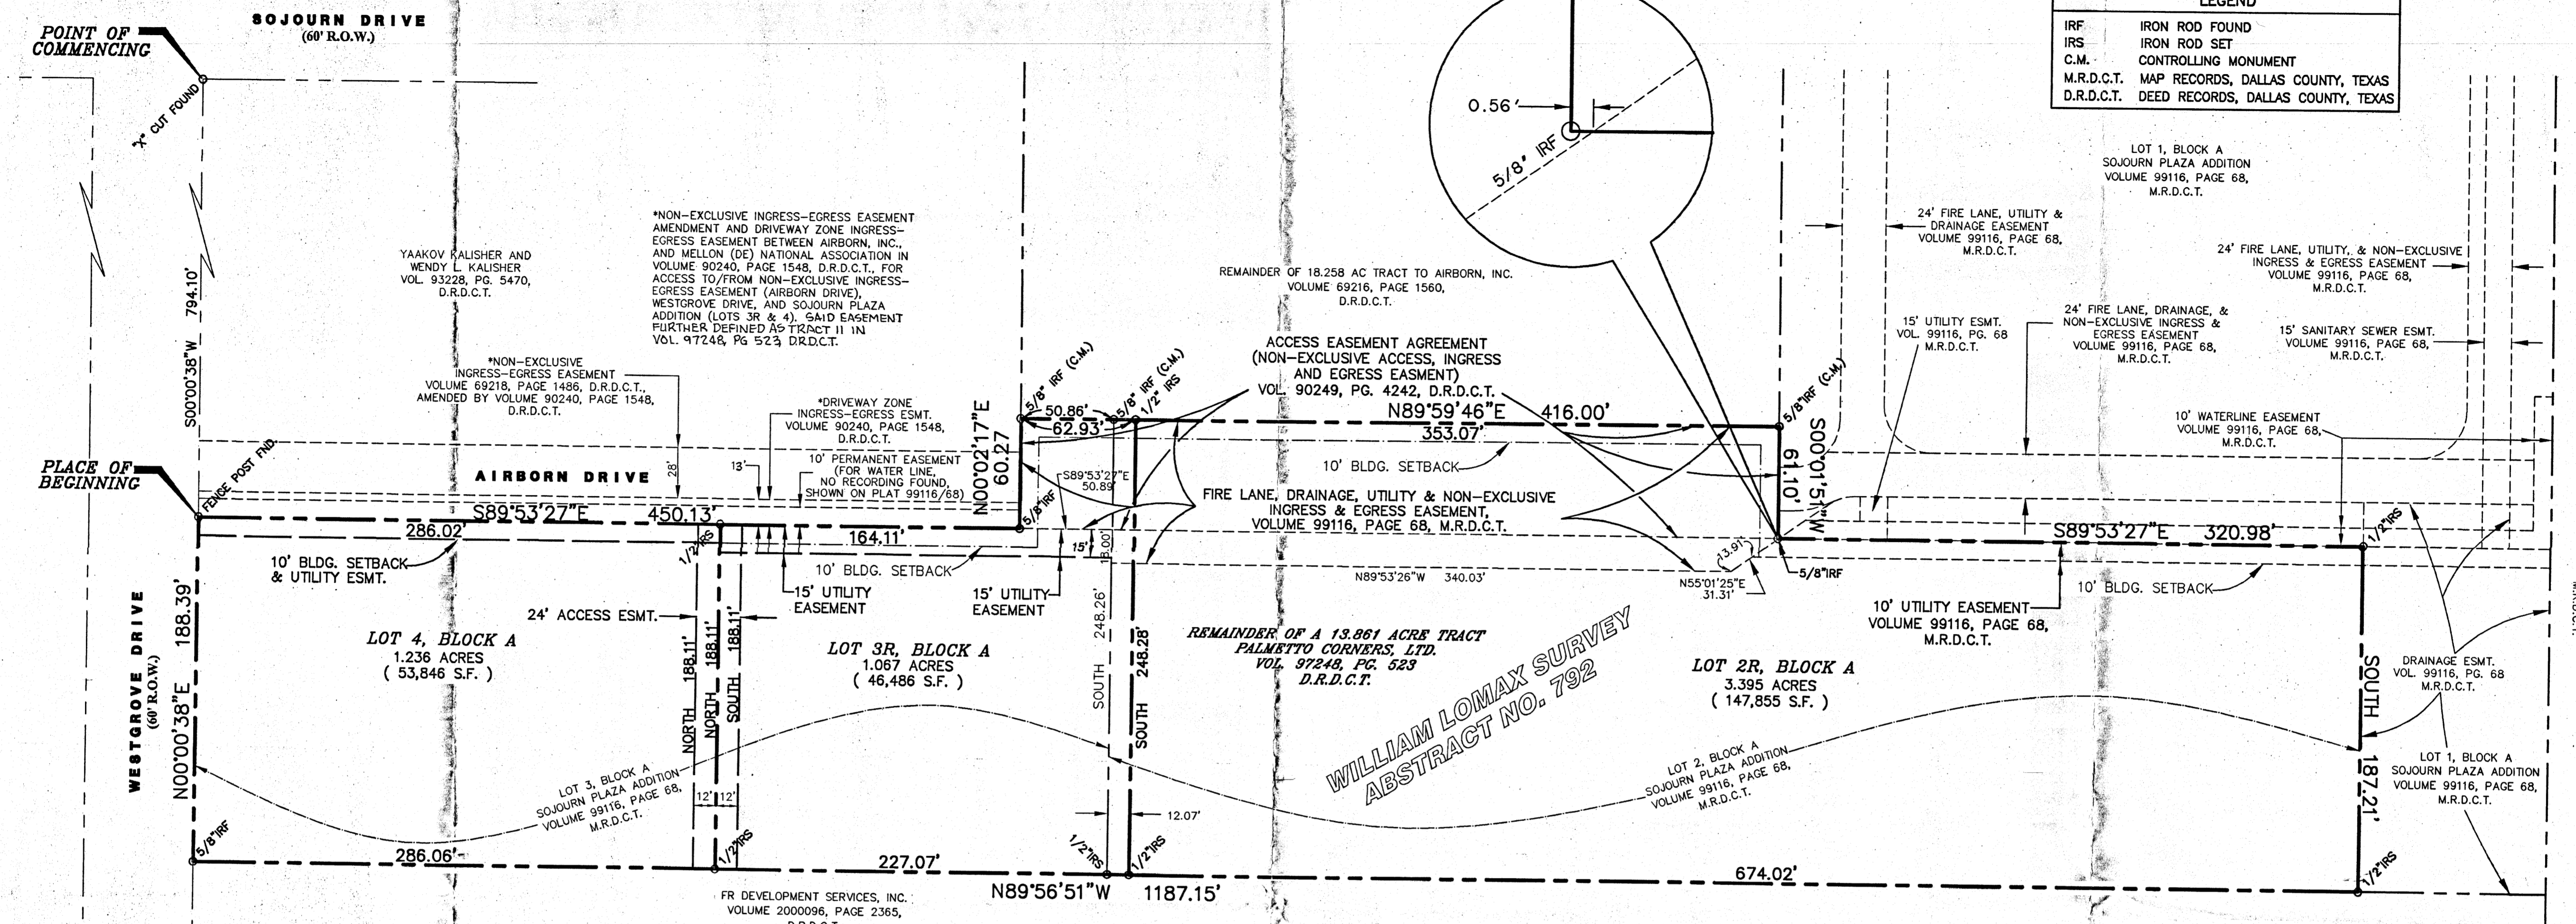 SOJOURN DRIVE
(60' R.O.W.)
POINT OF
COMMENCING
"X" CUT FOUND
LEGEND
IRF IRON ROD FOUND
IRS IRON ROD SET
C.M. CONTROLLING MONUMENT
M.R.D.C.T. MAP RECORDS, DALLAS COUNTY, TEXAS
D.R.D.C.T. DEED RECORDS, DALLAS COUNTY, TEXAS
0.56'
5/8" IRF
LOT 1, BLOCK A
SOJOURN PLAZA ADDITION
VOLUME 99116, PAGE 68,
M.R.D.C.T.
S00°00'38"W 794.10'
YAAKOV KALISHER AND
WENDY L. KALISHER
VOL. 93228, PG. 5470,
D.R.D.C.T.
*NON-EXCLUSIVE INGRESS-EGRESS EASEMENT
AMENDMENT AND DRIVEWAY ZONE INGRESS-
EGRESS EASEMENT BETWEEN AIRBORN, INC.,
AND MELLON (DE) NATIONAL ASSOCIATION IN
VOLUME 90240, PAGE 1548, D.R.D.C.T., FOR
ACCESS TO/FROM NON-EXCLUSIVE INGRESS-
EGRESS EASEMENT (AIRBORN DRIVE),
WESTGROVE DRIVE, AND SOJOURN PLAZA
ADDITION (LOTS 3R & 4). SAID EASEMENT
FURTHER DEFINED AS TRACT II IN
VOL. 97248, PG 523, D.R.D.C.T.
REMAINDER OF 18.258 AC TRACT TO AIRBORN, INC.
VOLUME 69216, PAGE 1560,
D.R.D.C.T.
24' FIRE LANE, UTILITY &
DRAINAGE EASEMENT
VOLUME 99116, PAGE 68,
M.R.D.C.T.
24' FIRE LANE, UTILITY, & NON-EXCLUSIVE
INGRESS & EGRESS EASEMENT
VOLUME 99116, PAGE 68,
M.R.D.C.T.
15' UTILITY ESMT.
VOL. 99116, PG. 68
M.R.D.C.T.
24' FIRE LANE, DRAINAGE, &
NON-EXCLUSIVE INGRESS &
EGRESS EASEMENT
VOLUME 99116, PAGE 68,
M.R.D.C.T.
15' SANITARY SEWER ESMT.
VOLUME 99116, PAGE 68,
M.R.D.C.T.
*NON-EXCLUSIVE
INGRESS-EGRESS EASEMENT
VOLUME 69218, PAGE 1486, D.R.D.C.T.,
AMENDED BY VOLUME 90240, PAGE 1548,
D.R.D.C.T.
*DRIVEWAY ZONE
INGRESS-EGRESS ESMT.
VOLUME 90240, PAGE 1548,
D.R.D.C.T.
ACCESS EASEMENT AGREEMENT
(NON-EXCLUSIVE ACCESS, INGRESS
AND EGRESS EASMENT)
VOL. 90249, PG. 4242, D.R.D.C.T.
5/8" IRF (C.M.)
5/8" IRF (C.M.)
1/2" IRS
50.86'
62.93'
N89°59'46"E 416.00'
353.07'
5/8"IRF (C.M.)
10' WATERLINE EASEMENT
VOLUME 99116, PAGE 68,
M.R.D.C.T.
PLACE OF
BEGINNING
FENCE POST FND.
AIRBORN DRIVE
28'
13'
10' PERMANENT EASEMENT
(FOR WATER LINE,
NO RECORDING FOUND,
SHOWN ON PLAT 99116/68)
N00°02'17"E
60.27
S89°53'27"E
50.89'
10' BLDG. SETBACK
S00°01'51"W
61.10'
FIRE LANE, DRAINAGE, UTILITY & NON-EXCLUSIVE
INGRESS & EGRESS EASEMENT,
VOLUME 99116, PAGE 68, M.R.D.C.T.
S89°53'27"E 450.13'
5/8"IRF
286.02'
164.11'
1/2"IRS
15'
18.00'
S89°53'27"E 320.98'
1/2"IRS
10' BLDG. SETBACK
& UTILITY ESMT.
10' BLDG. SETBACK
15' UTILITY
EASEMENT
15' UTILITY
EASEMENT
N89°53'26"W 340.03'
13.91'
N55°01'25"E
31.31'
5/8"IRF
10' BLDG. SETBACK
10' UTILITY EASEMENT
VOLUME 99116, PAGE 68,
M.R.D.C.T.
WESTGROVE DRIVE
(60' R.O.W.)
N00°00'38"E 188.39'
24' ACCESS ESMT.
LOT 4, BLOCK A
1.236 ACRES
( 53,846 S.F. )
NORTH 188.11'
NORTH 188.11'
SOUTH 188.11'
LOT 3R, BLOCK A
1.067 ACRES
( 46,486 S.F. )
SOUTH 248.26'
SOUTH 248.28'
REMAINDER OF A 13.861 ACRE TRACT
PALMETTO CORNERS, LTD.
VOL. 97248, PG. 523
D.R.D.C.T.
WILLIAM LOMAX SURVEY
ABSTRACT NO. 792
LOT 2R, BLOCK A
3.395 ACRES
( 147,855 S.F. )
SOUTH 187.21'
DRAINAGE ESMT.
VOL. 99116, PG. 68
M.R.D.C.T.
LOT 3, BLOCK A
SOJOURN PLAZA ADDITION
VOLUME 99116, PAGE 68,
M.R.D.C.T.
12' 12'
LOT 2, BLOCK A
SOJOURN PLAZA ADDITION
VOLUME 99116, PAGE 68,
M.R.D.C.T.
LOT 1, BLOCK A
SOJOURN PLAZA ADDITION
VOLUME 99116, PAGE 68,
M.R.D.C.T.
12.07'
5/8"IRF
286.06'
1/2"IRS
227.07'
1/2"IRS
1/2"IRS
674.02'
1/2"IRS
N89°56'51"W 1187.15'
FR DEVELOPMENT SERVICES, INC.
VOLUME 2000096, PAGE 2365,
D.R.D.C.T.